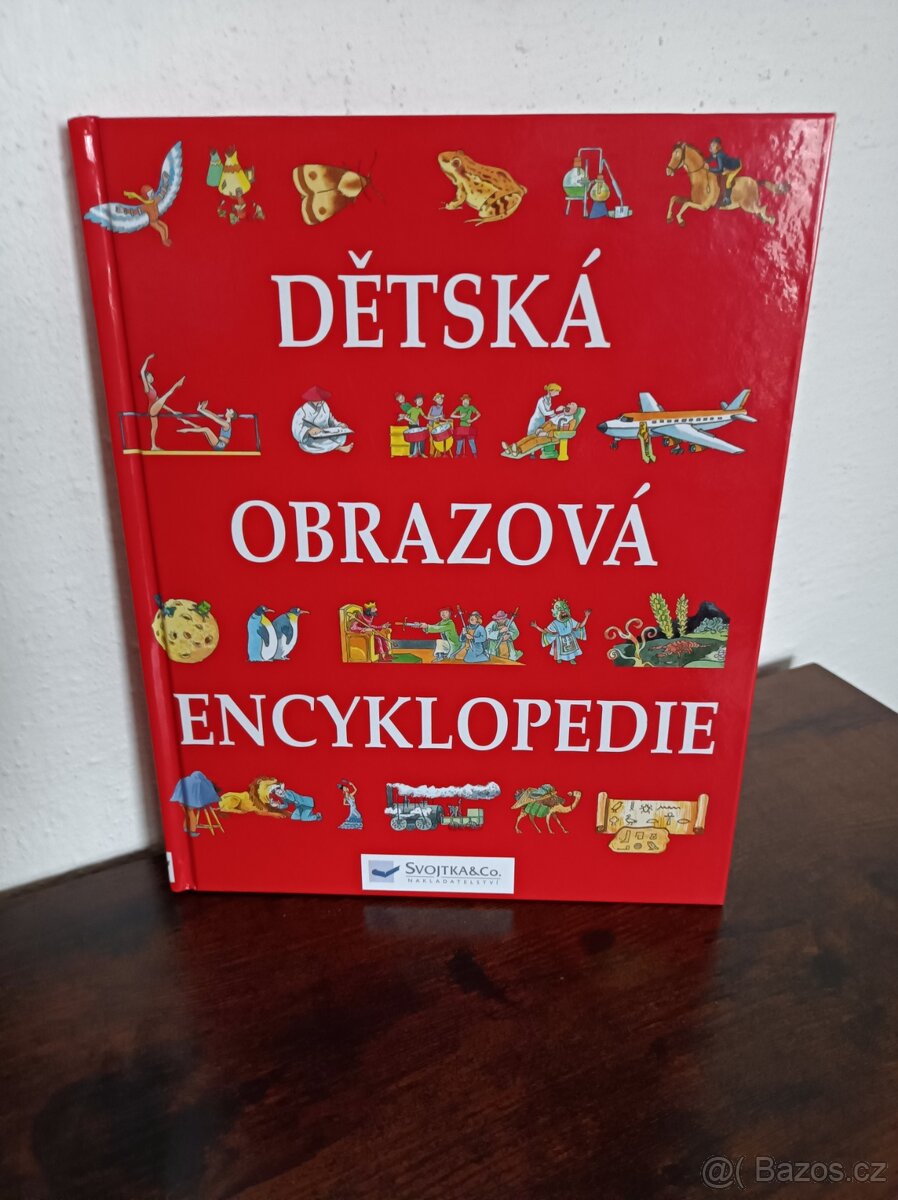 DĚTSKÁ
OBRAZOVÁ
ENCYKLOPEDIE
SVOJTKA&CO.
NAKLADATELSTVÍ
@( Bazos.cz